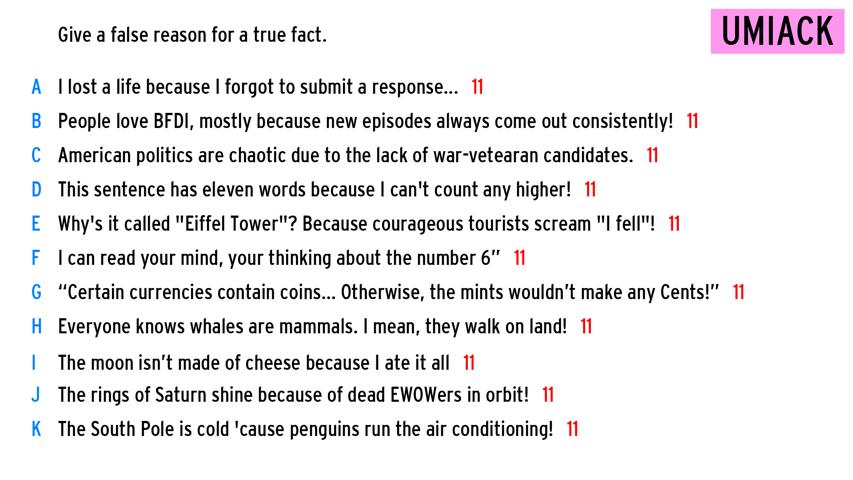 Give a false reason for a true fact.
UMIACK
A I lost a life because I forgot to submit a response... 11
B People love BFDI, mostly because new episodes always come out consistently! 11
C American politics are chaotic due to the lack of war-vetearan candidates. 11
D This sentence has eleven words because I can't count any higher! 11
E Why's it called "Eiffel Tower"? Because courageous tourists scream "I fell"! 11
F I can read your mind, your thinking about the number 6” 11
G “Certain currencies contain coins... Otherwise, the mints wouldn’t make any Cents!” 11
H Everyone knows whales are mammals. I mean, they walk on land! 11
I The moon isn’t made of cheese because I ate it all 11
J The rings of Saturn shine because of dead EWOWers in orbit! 11
K The South Pole is cold 'cause penguins run the air conditioning! 11